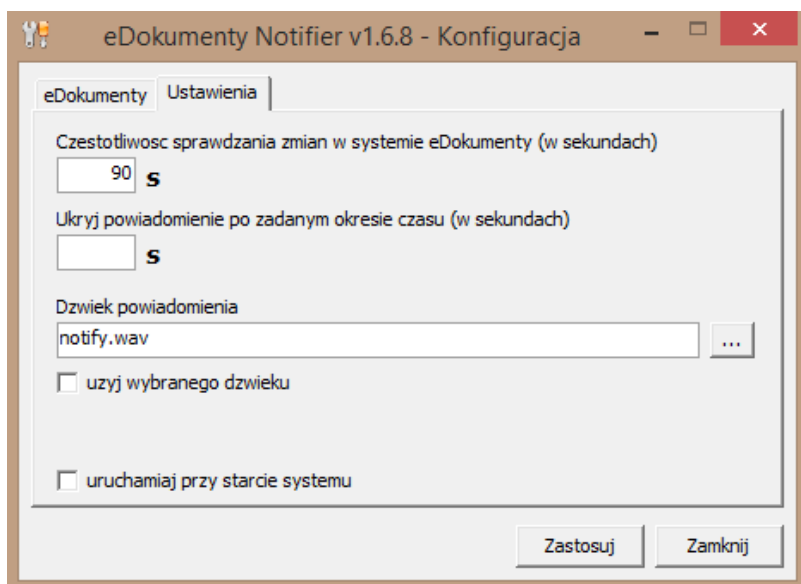 eDokumenty Notifier v1.6.8 - Konfiguracja
eDokumenty Ustawienia
Czestotliwosc sprawdzania zmian w systemie eDokumenty (w sekundach)
90 s
Ukryj powiadomienie po zadanym okresie czasu (w sekundach)
s
Dzwiek powiadomienia
notify.wav ...
uzyj wybranego dzwieku
uruchamiaj przy starcie systemu
Zastosuj Zamknij